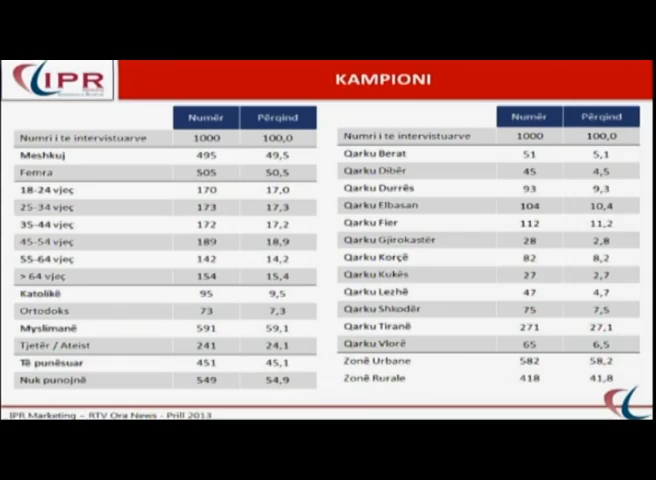 IPR
KAMPIONI
Numër Përqind
Numri i te intervistuarve 1000 100,0
Meshkuj 495 49,5
Femra 505 50,5
18-24 vjeç 170 17,0
25-34 vjeç 173 17,3
35-44 vjeç 172 17,2
45-54 vjeç 189 18,9
55-64 vjeç 142 14,2
> 64 vjeç 154 15,4
Katolikë 95 9,5
Ortodoks 73 7,3
Myslimanë 591 59,1
Tjetër / Ateist 241 24,1
Të punësuar 451 45,1
Nuk punojnë 549 54,9
Numër Përqind
Numri i te intervistuarve 1000 100,0
Qarku Berat 51 5,1
Qarku Dibër 45 4,5
Qarku Durrës 93 9,3
Qarku Elbasan 104 10,4
Qarku Fier 112 11,2
Qarku Gjirokastër 28 2,8
Qarku Korçë 82 8,2
Qarku Kukës 27 2,7
Qarku Lezhë 47 4,7
Qarku Shkodër 75 7,5
Qarku Tiranë 271 27,1
Qarku Vlorë 65 6,5
Zonë Urbane 582 58,2
Zonë Rurale 418 41,8
IPR Marketing – RTV Ora News - Prill 2013